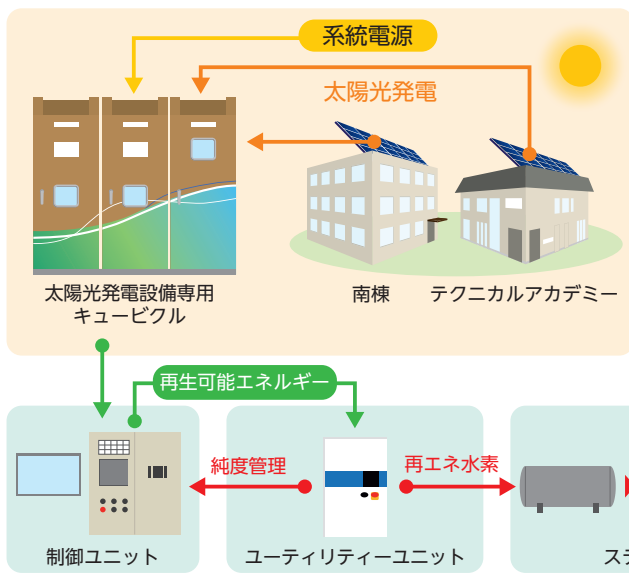 系統電源
太陽光発電
太陽光発電設備専用
キュービクル
南棟
テクニカルアカデミー
再生可能エネルギー
純度管理
再エネ水素
制御ユニット
ユーティリティーユニット
ステ